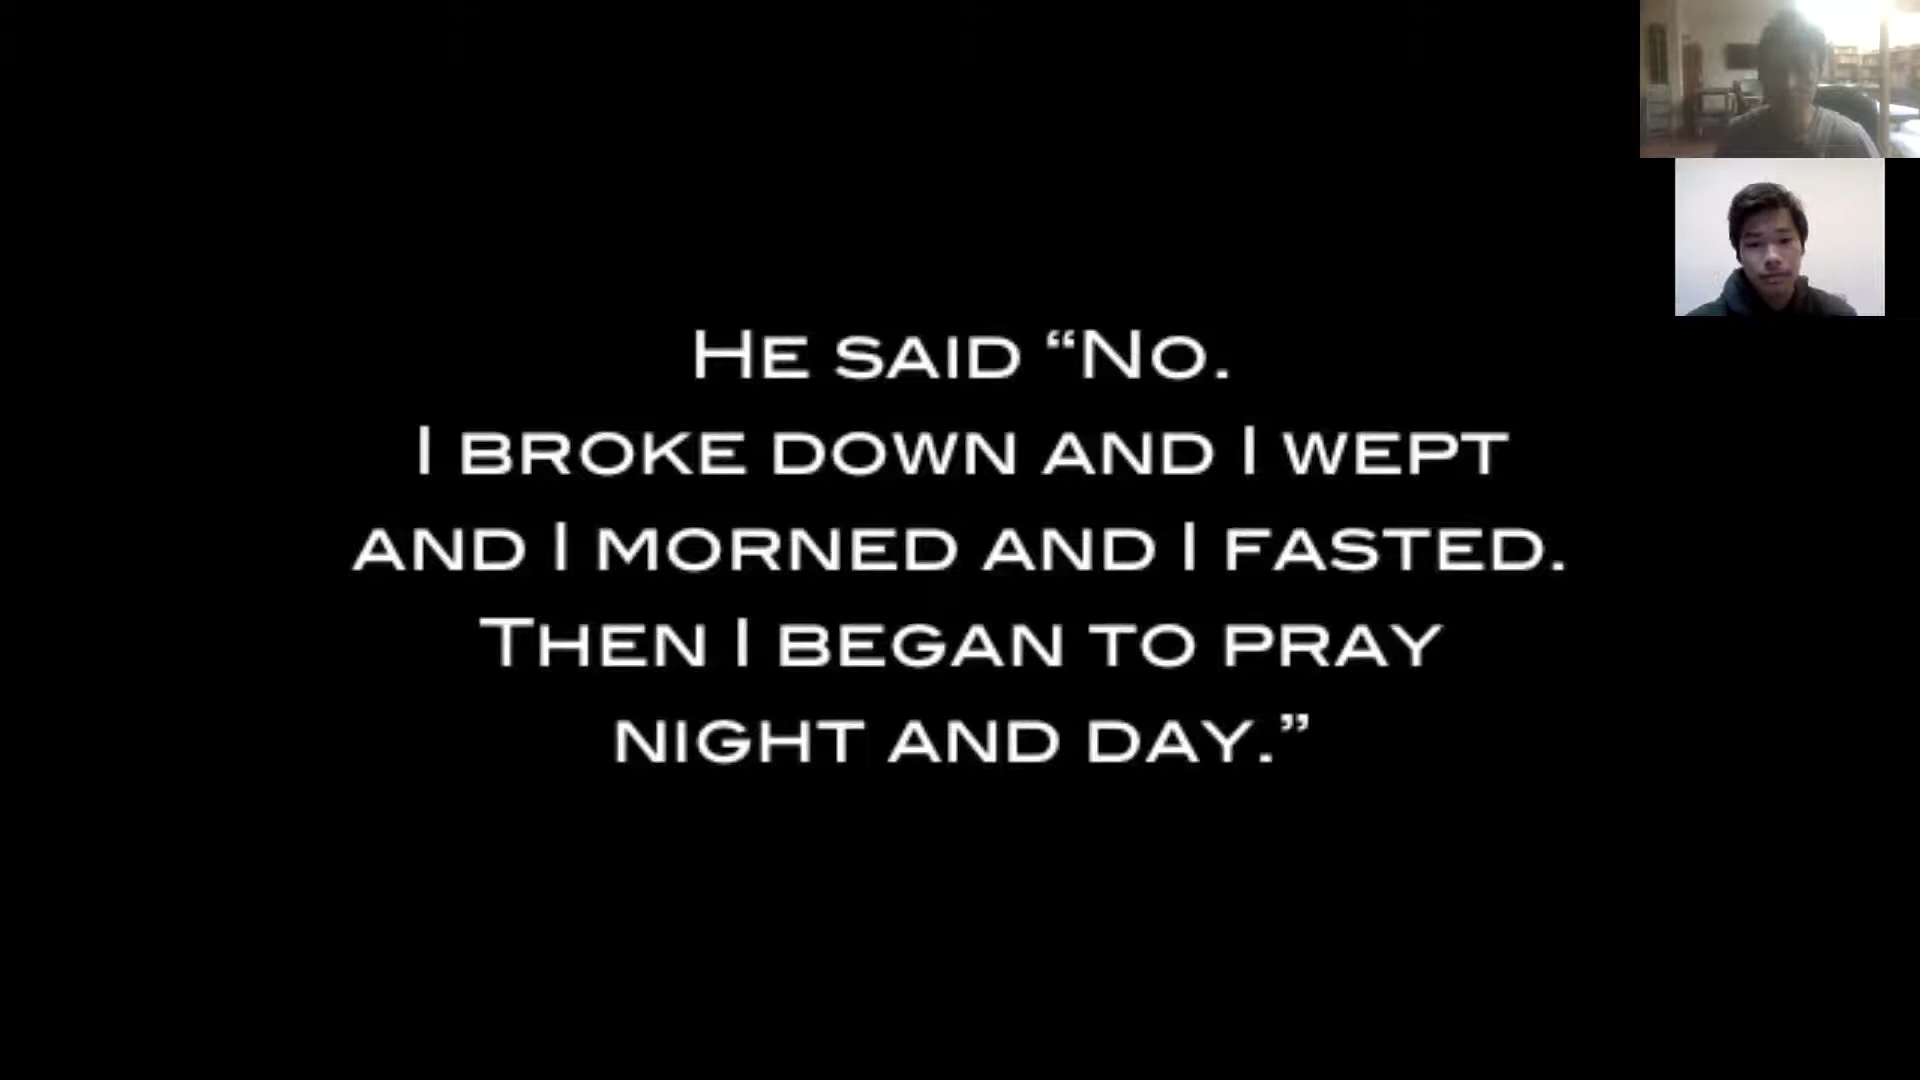 He said “No.
I broke down and I wept
and I morned and I fasted.
Then I began to pray
night and day.”